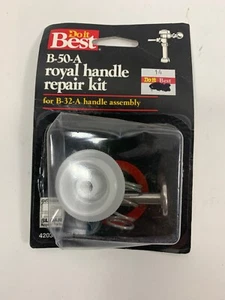 Do it
Best
B-50-A
royal handle
repair kit
for B-32-A handle assembly
Do it Best